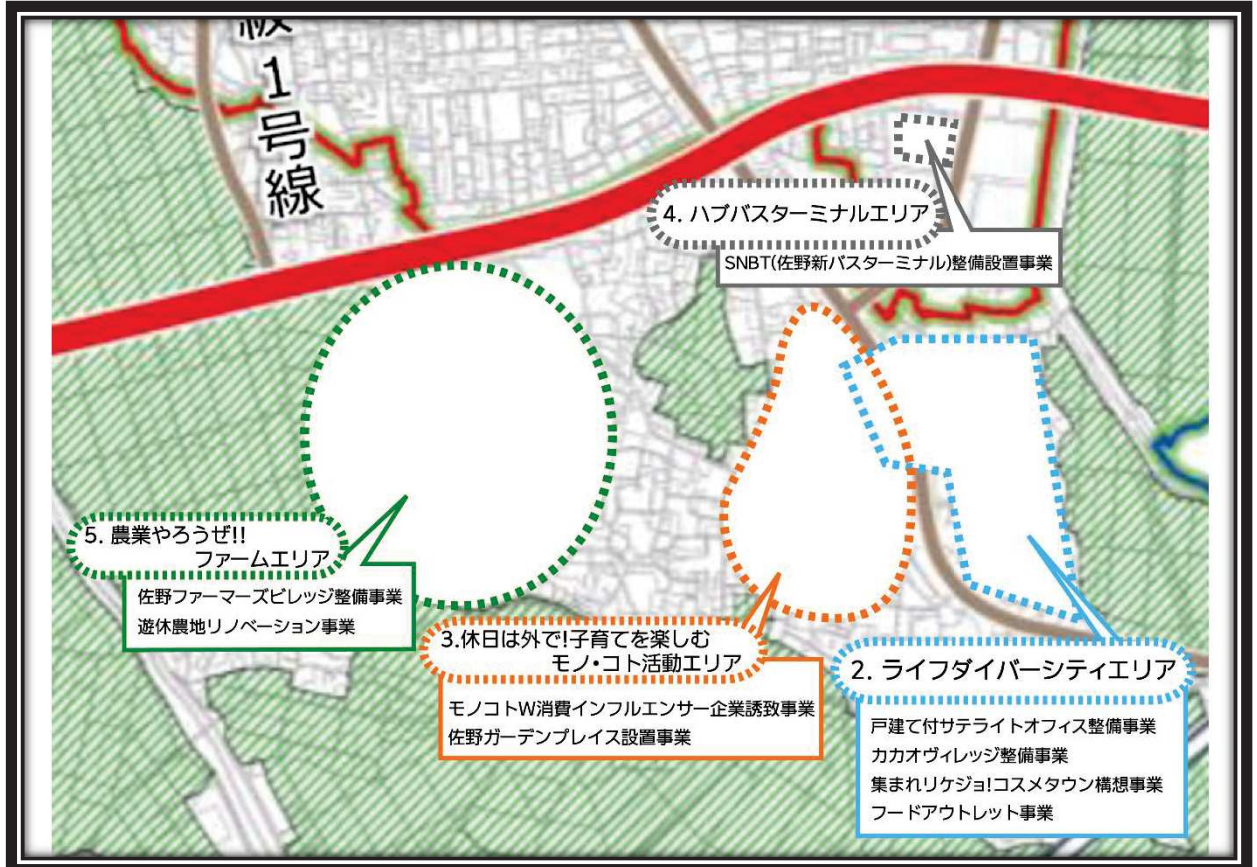 級1号線
4. ハブバスターミナルエリア
SNBT(佐野新バスターミナル)整備設置事業
5. 農業やろうぜ!!
ファームエリア
佐野ファーマーズビレッジ整備事業
遊休農地リノベーション事業
3.休日は外で!子育てを楽しむ
モノ・コト活動エリア
モノコトW消費インフルエンサー企業誘致事業
佐野ガーデンプレイス設置事業
2. ライフダイバーシティエリア
戸建て付サテライトオフィス整備事業
カカオヴィレッジ整備事業
集まれリケジョ!コスメタウン構想事業
フードアウトレット事業